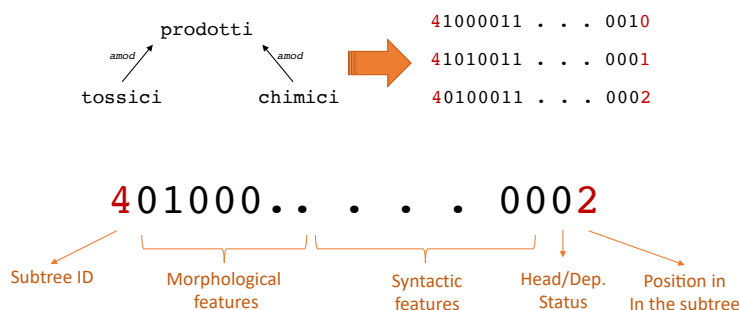 prodotti
amod amod
tossici chimici
41000011 . . . 0010
41010011 . . . 0001
40100011 . . . 0002
401000.. . . . 0002
Subtree ID
Morphological
features
Syntactic
features
Head/Dep.
Status
Position in
In the subtree